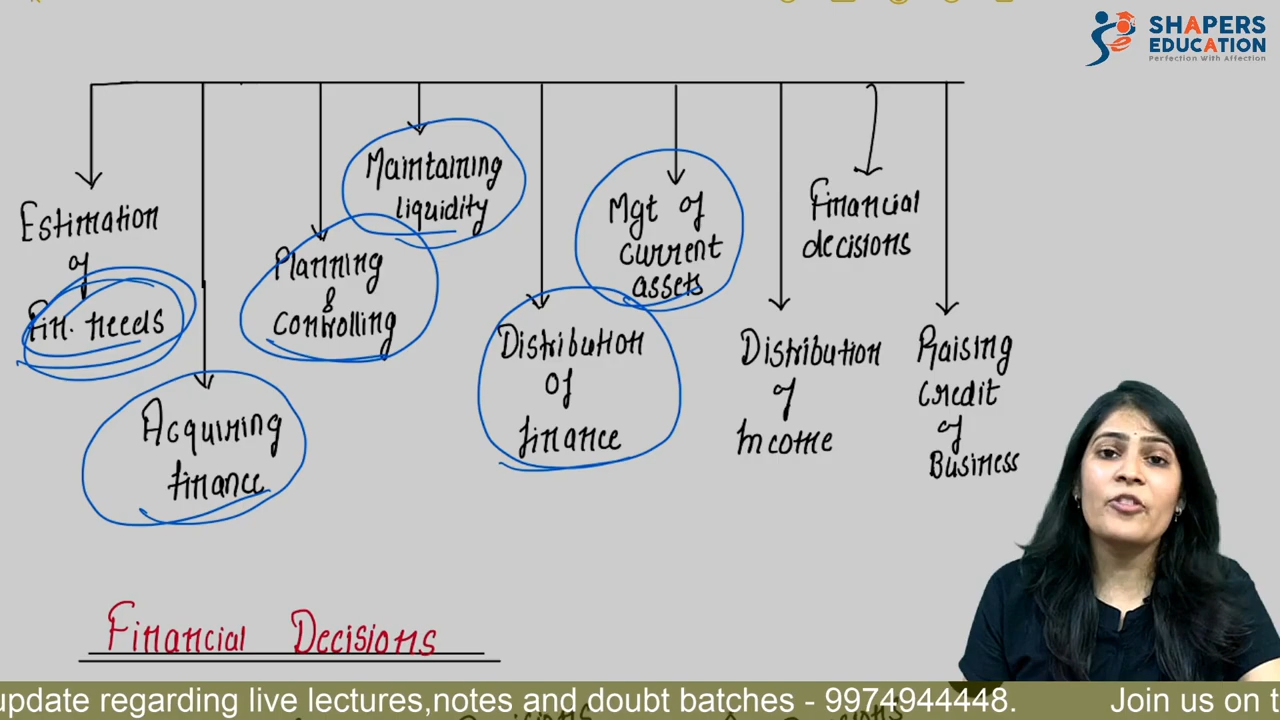 SHAPERS
EDUCATION
Perfection With Affection
Estimation
of
Fin. needs
Acquiring
finance
Planning
&
controlling
Maintaining
liquidity
Distribution
Of
finance
Mgt of
current
assets
Distribution
of
Income
Financial
decisions
Raising
credit
of
Business
Financial Decisions
update regarding live lectures,notes and doubt batches - 9974944448. Join us on t